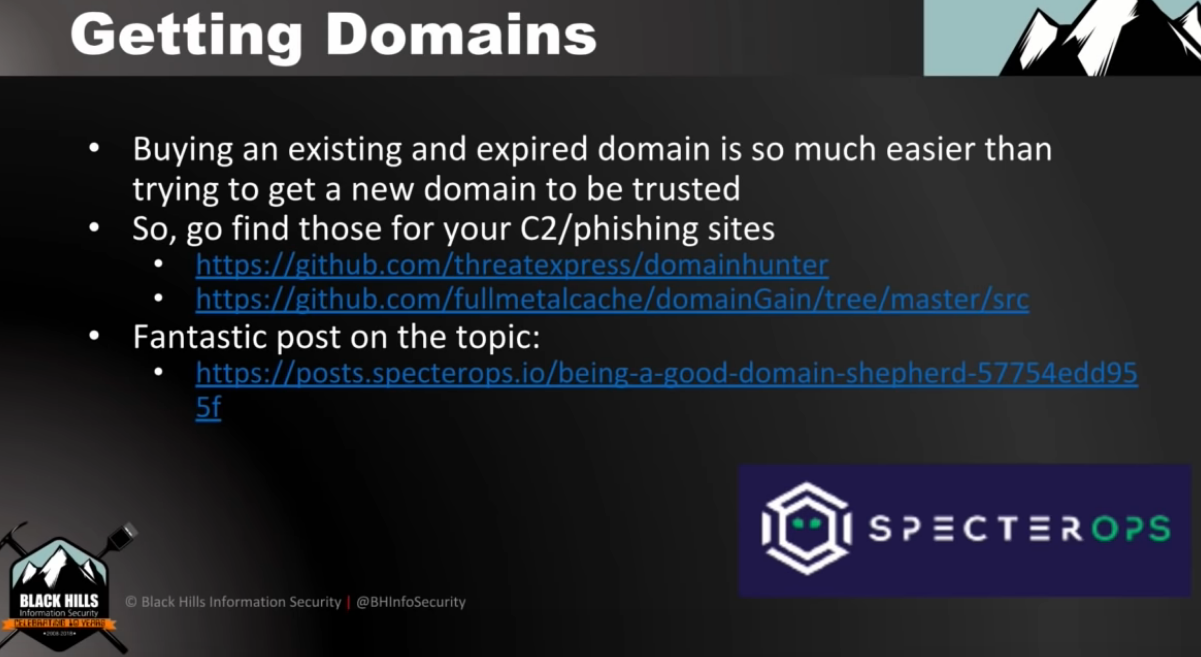 Getting Domains
• Buying an existing and expired domain is so much easier than
trying to get a new domain to be trusted
• So, go find those for your C2/phishing sites
• https://github.com/threatexpress/domainhunter
• https://github.com/fullmetalcache/domainGain/tree/master/src
• Fantastic post on the topic:
• https://posts.specterops.io/being-a-good-domain-shepherd-57754edd95
5f
SPECTEROPS
BLACK HILLS
Information Security
CELEBRATING 10 YEARS
•2008-2018•
© Black Hills Information Security | @BHInfoSecurity